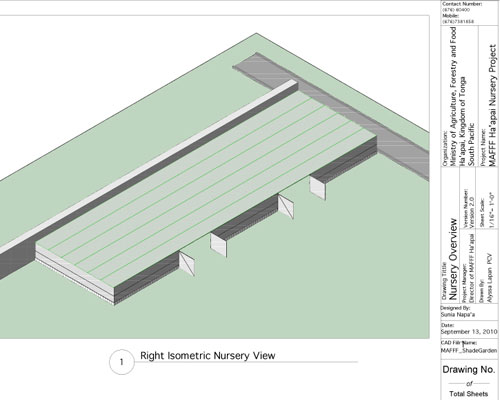 1
Right Isometric Nursery View
Contact Number:
(676) 60400
Mobile:
(676)7581858
Organization:
Ministry of Agriculture, Forestry and Food
Ha'apai, Kingdom of Tonga
South Pacific
Project Name:
MAFFF Ha'apai Nursery Project
Drawing Title:
Nursery Overview
Version Number:
Version 2.0
Sheet Scale:
1/16"= 1'-0"
Project Manager:
Director of MAFFF Ha'apai
Drawn By:
Alyssa Lapan PCV
Designed By:
Sunia Napa'a
Date:
September 13, 2010
CAD File Name:
MAFFF_ShadeGarden
Drawing No.
of
Total Sheets